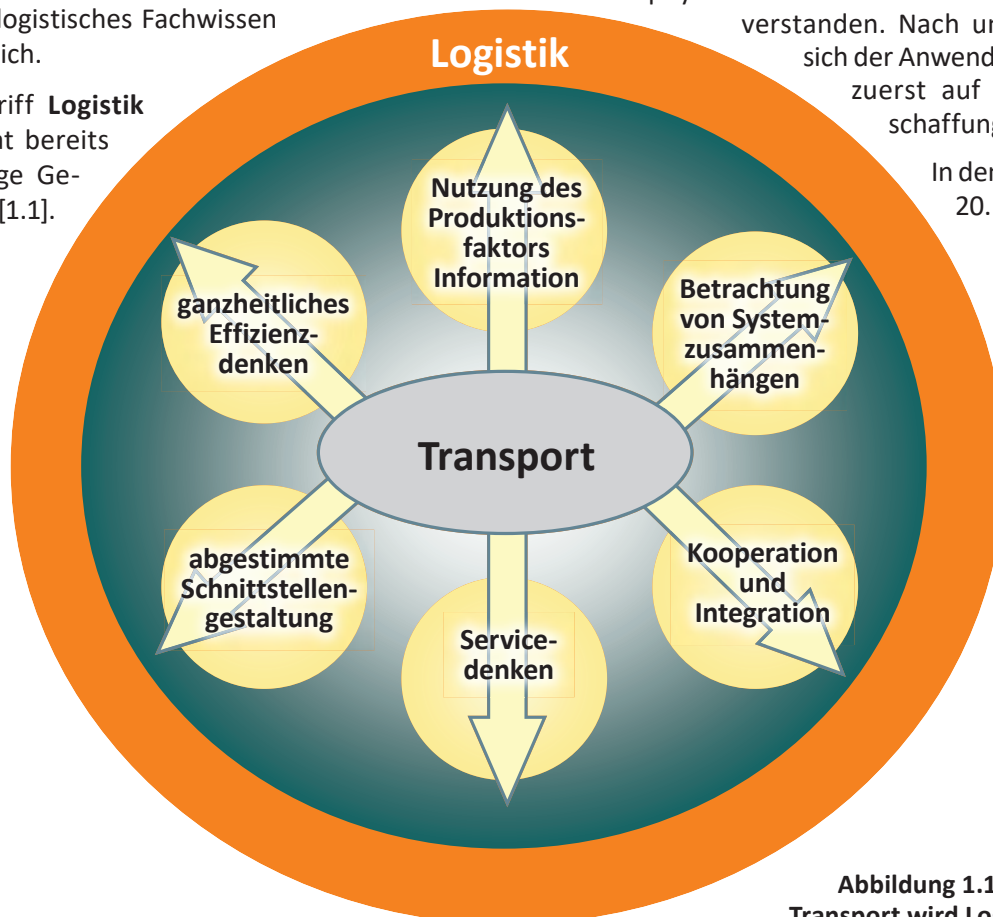 logistisches Fachwissen
ich.
riff Logistik
nt bereits
ge Ge-
[1.1].
verstanden. Nach un
sich der Anwend
zuerst auf
schaffung
In der
20.
Logistik
Nutzung des
Produktions-
faktors
Information
ganzheitliches
Effizienz-
denken
Betrachtung
von System-
zusammen-
hängen
Transport
abgestimmte
Schnittstellen-
gestaltung
Kooperation
und
Integration
Service-
denken
Abbildung 1.1
Transport wird Lo